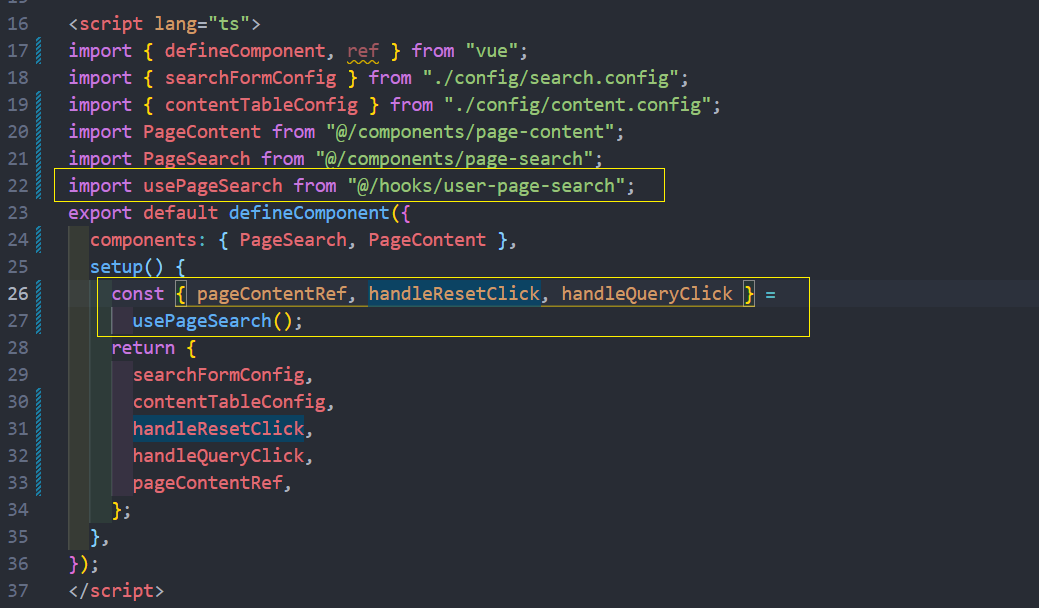 16 <script lang="ts">
17 import { defineComponent, ref } from "vue";
18 import { searchFormConfig } from "./config/search.config";
19 import { contentTableConfig } from "./config/content.config";
20 import PageContent from "@/components/page-content";
21 import PageSearch from "@/components/page-search";
22 import usePageSearch from "@/hooks/user-page-search";
23 export default defineComponent({
24   components: { PageSearch, PageContent },
25   setup() {
26     const { pageContentRef, handleResetClick, handleQueryClick } =
27       usePageSearch();
28     return {
29       searchFormConfig,
30       contentTableConfig,
31       handleResetClick,
32       handleQueryClick,
33       pageContentRef,
34     };
35   },
36 });
37 </script>